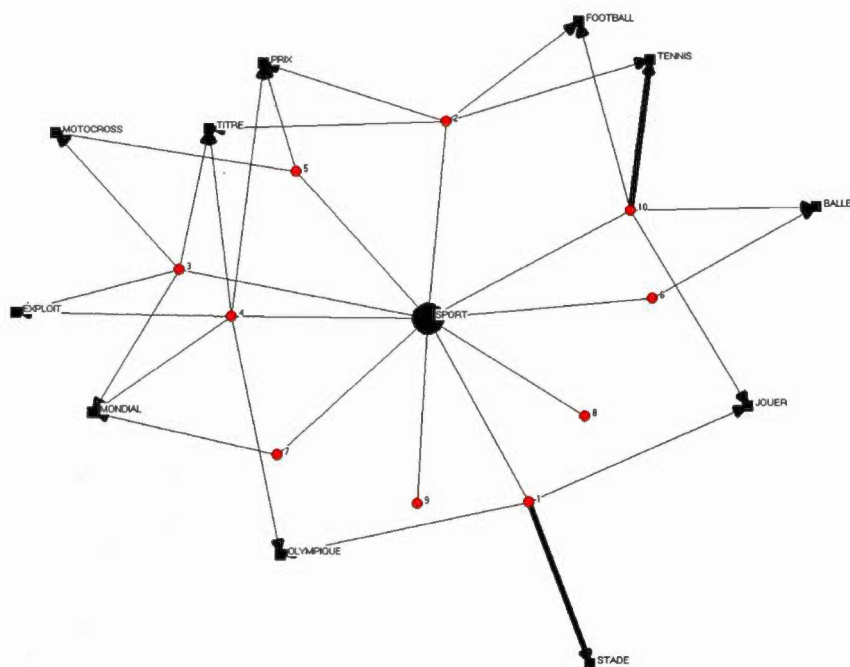 FOOTBALL
PRIX
TENNIS
2
TITRE
MOTOCROSS
5
10
BALLE
3
6
EXPLOIT
4
SPORT
MONDIAL
JOUER
8
7
9
1
OLYMPIQUE
STADE